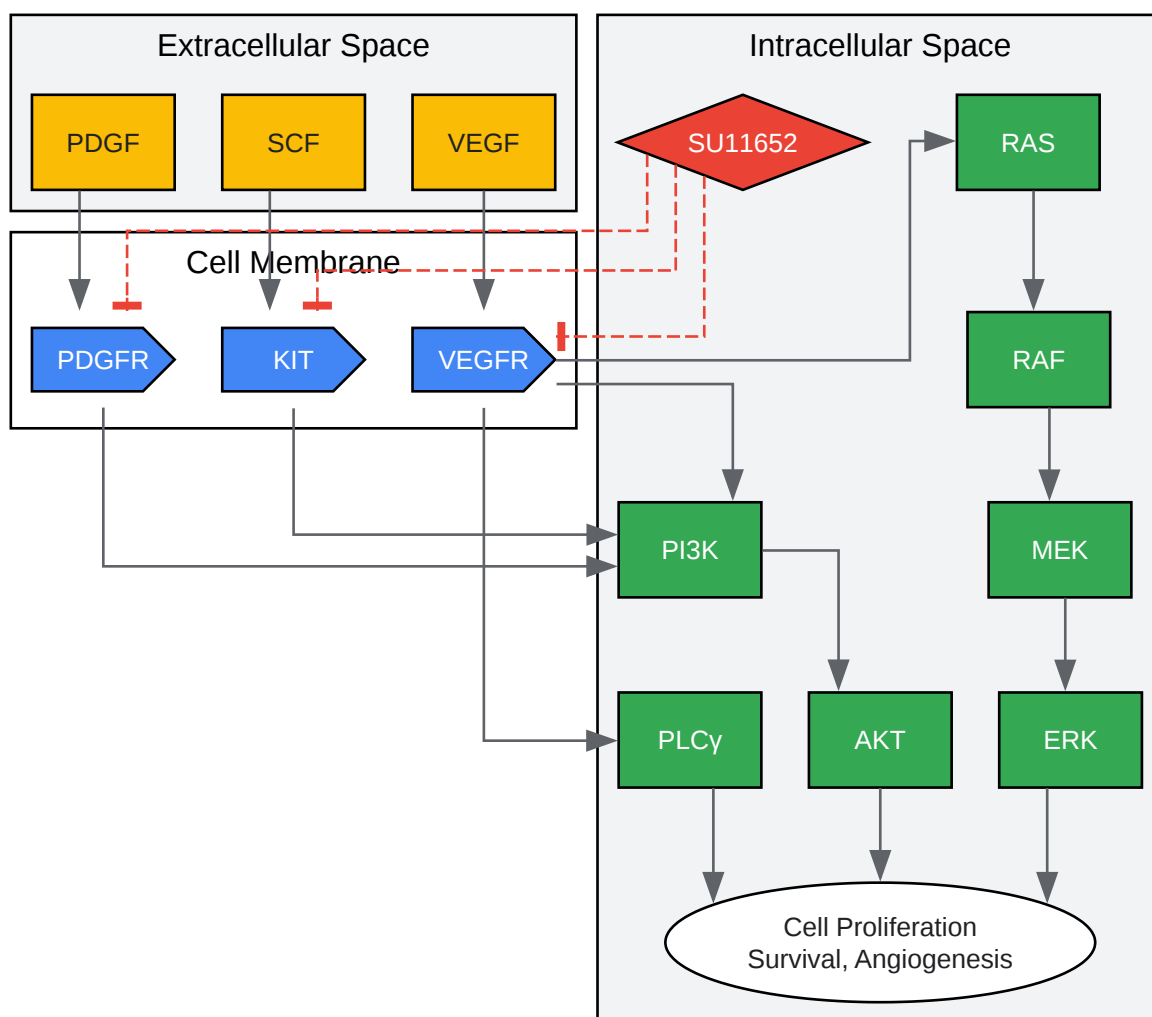 Extracellular Space
Intracellular Space
PDGF
SCF
VEGF
SU11652
RAS
Cell Membrane
PDGFR
KIT
VEGFR
RAF
PI3K
MEK
PLCγ
AKT
ERK
Cell Proliferation
Survival, Angiogenesis